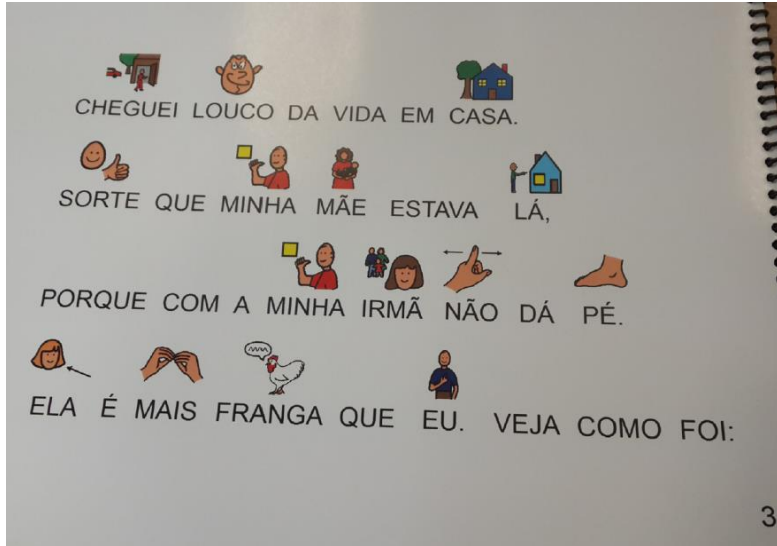 CHEGUEI LOUCO DA VIDA EM CASA.
SORTE QUE MINHA MÃE ESTAVA LÁ,
PORQUE COM A MINHA IRMÃ NÃO DÁ PÉ.
ELA É MAIS FRANGA QUE EU. VEJA COMO FOI:
3